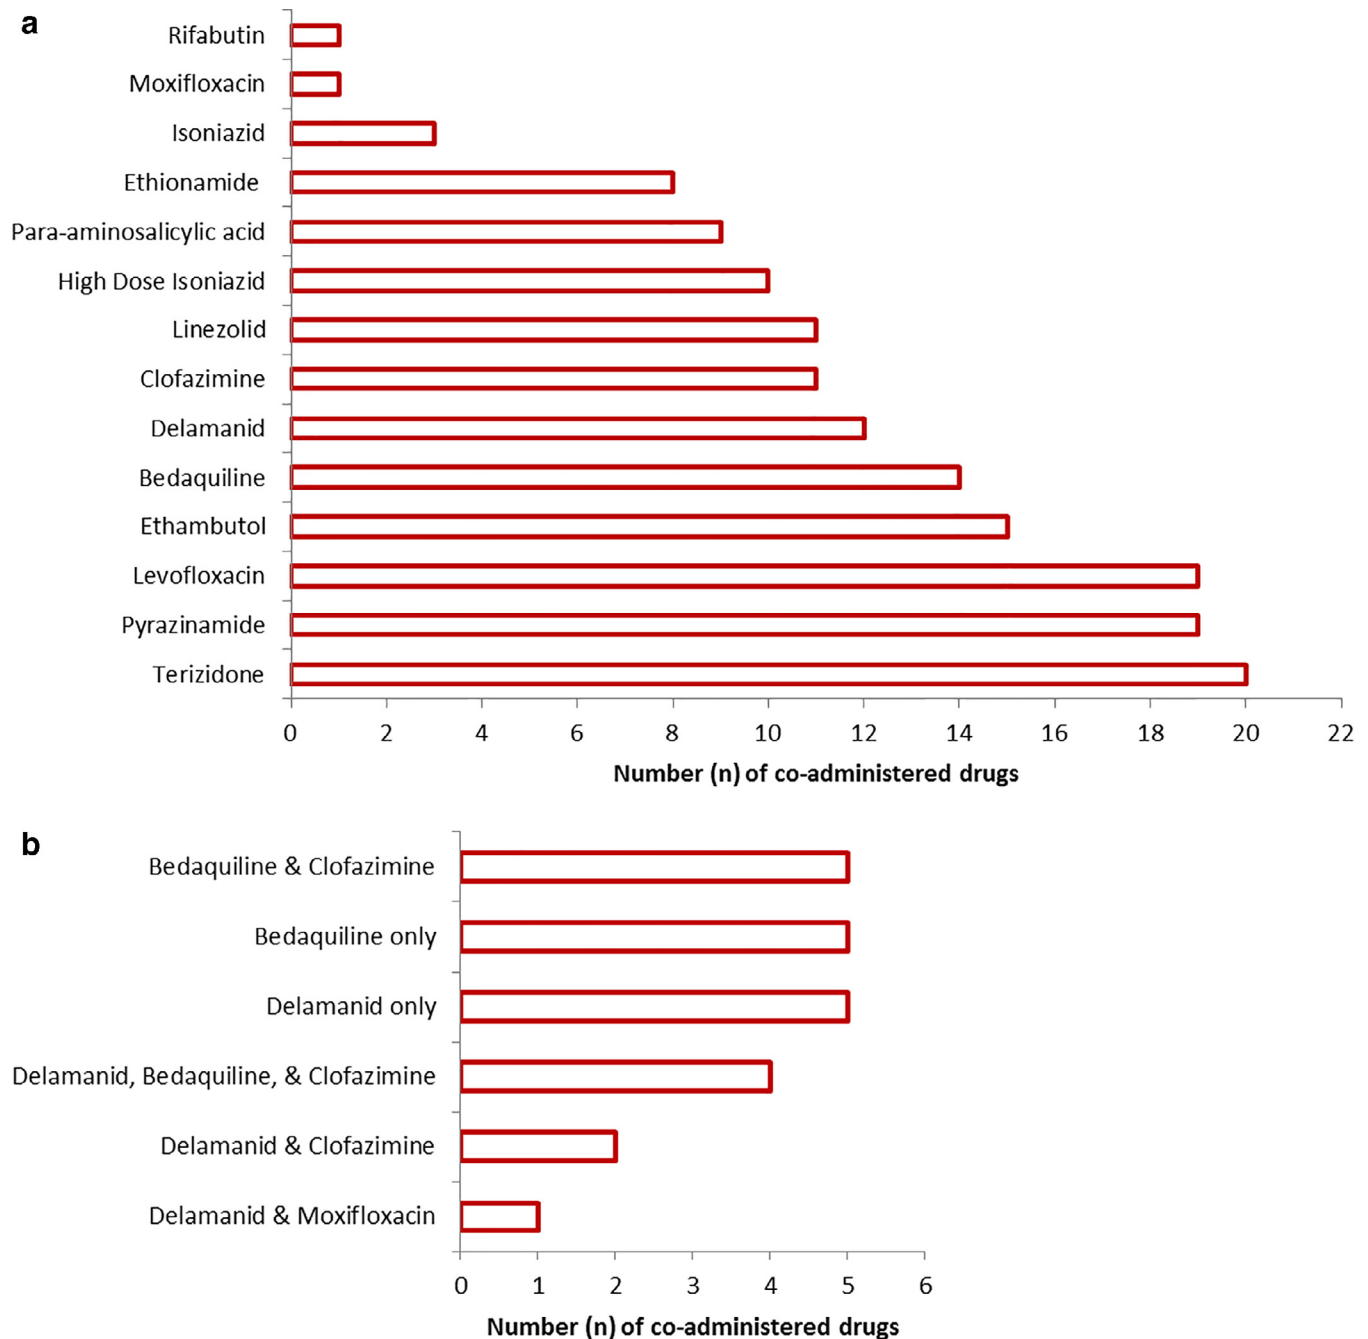 a
Rifabutin
Moxifloxacin
Isoniazid
Ethionamide
Para-aminosalicylic acid
High Dose Isoniazid
Linezolid
Clofazimine
Delamanid
Bedaquiline
Ethambutol
Levofloxacin
Pyrazinamide
Terizidone
0 2 4 6 8 10 12 14 16 18 20 22
Number (n) of co-administered drugs
b
Bedaquiline & Clofazimine
Bedaquiline only
Delamanid only
Delamanid, Bedaquiline, & Clofazimine
Delamanid & Clofazimine
Delamanid & Moxifloxacin
0 1 2 3 4 5 6
Number (n) of co-administered drugs